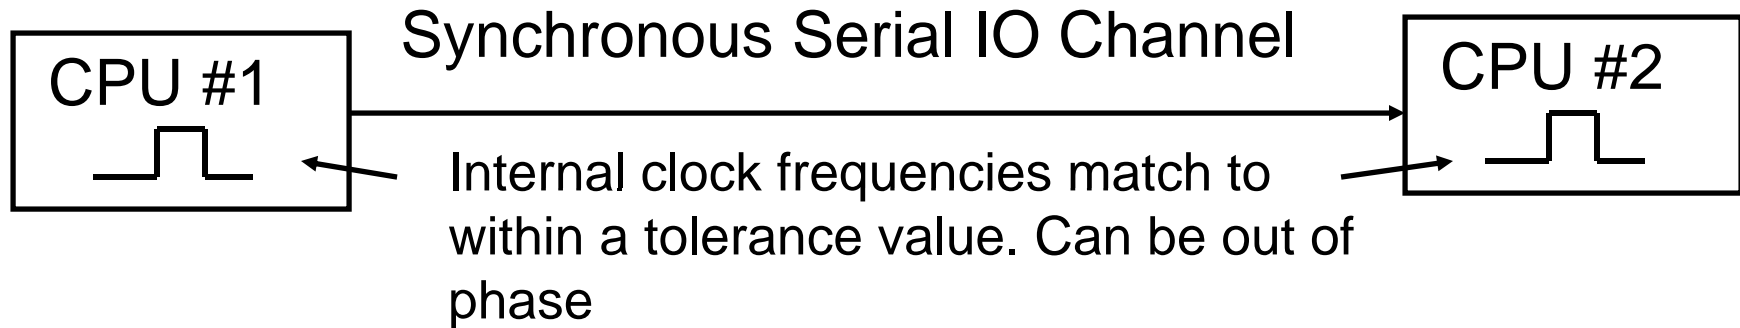 Synchronous Serial IO Channel
CPU #1
CPU #2
Internal clock frequencies match to
within a tolerance value. Can be out of
phase